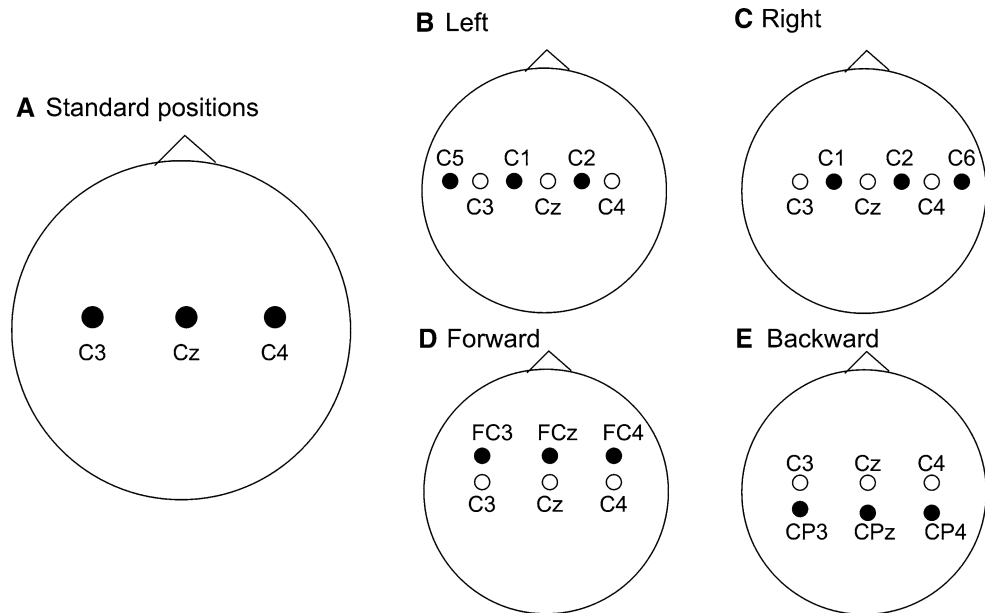 A Standard positions
C3 Cz C4
B Left
C5 C1 C2
C3 Cz C4
C Right
C1 C2 C6
C3 Cz C4
D Forward
FC3 FCz FC4
C3 Cz C4
E Backward
C3 Cz C4
CP3 CPz CP4